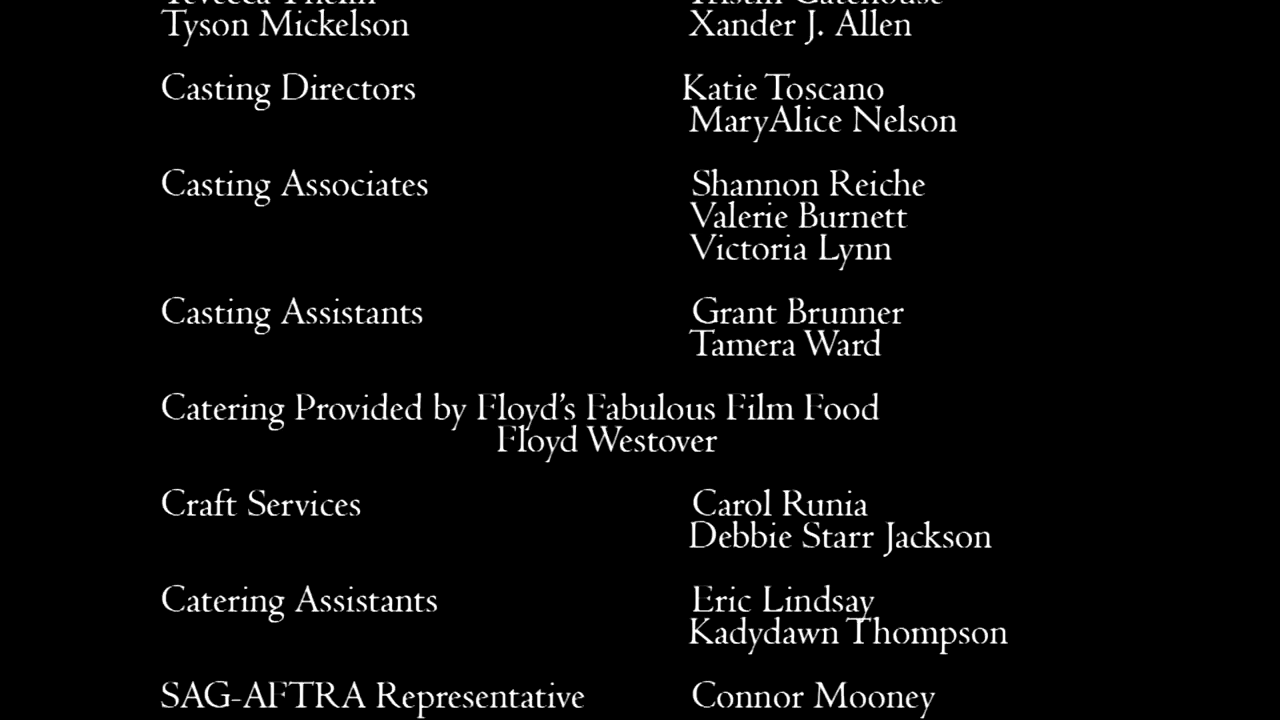 Tyson Mickelson Xander J. Allen
Casting Directors Katie Toscano
MaryAlice Nelson
Casting Associates Shannon Reiche
Valerie Burnett
Victoria Lynn
Casting Assistants Grant Brunner
Tamera Ward
Catering Provided by Floyd's Fabulous Film Food
Floyd Westover
Craft Services Carol Runia
Debbie Starr Jackson
Catering Assistants Eric Lindsay
Kadydawn Thompson
SAG-AFTRA Representative Connor Mooney